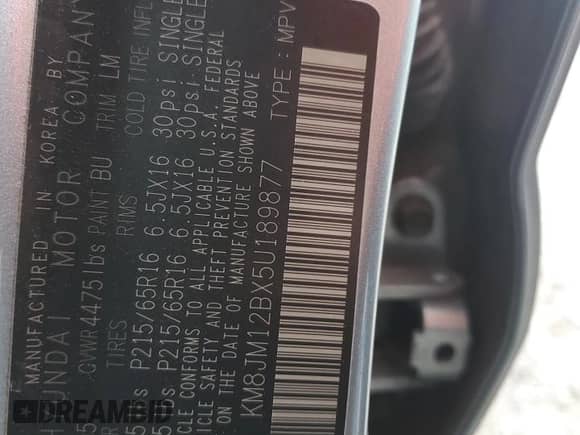 MANUFACTURED IN KOREA BY
HYUNDAI MOTOR COMPANY
GVWR 4475lbs PAINT BU TRIM LM
TIRES RIMS COLD TIRE INFL
s P215/65R16 6.5JX16 30psi SINGLE
s P215/65R16 6.5JX16 30psi SINGLE
CLE CONFORMS TO ALL APPLICABLE U.S.A. FEDERAL
CLE SAFETY AND THEFT PREVENTION STANDARDS
ON THE DATE OF MANUFACTURE SHOWN ABOVE
KM8JM12BX5U189877 TYPE: MPV
DREAMBID